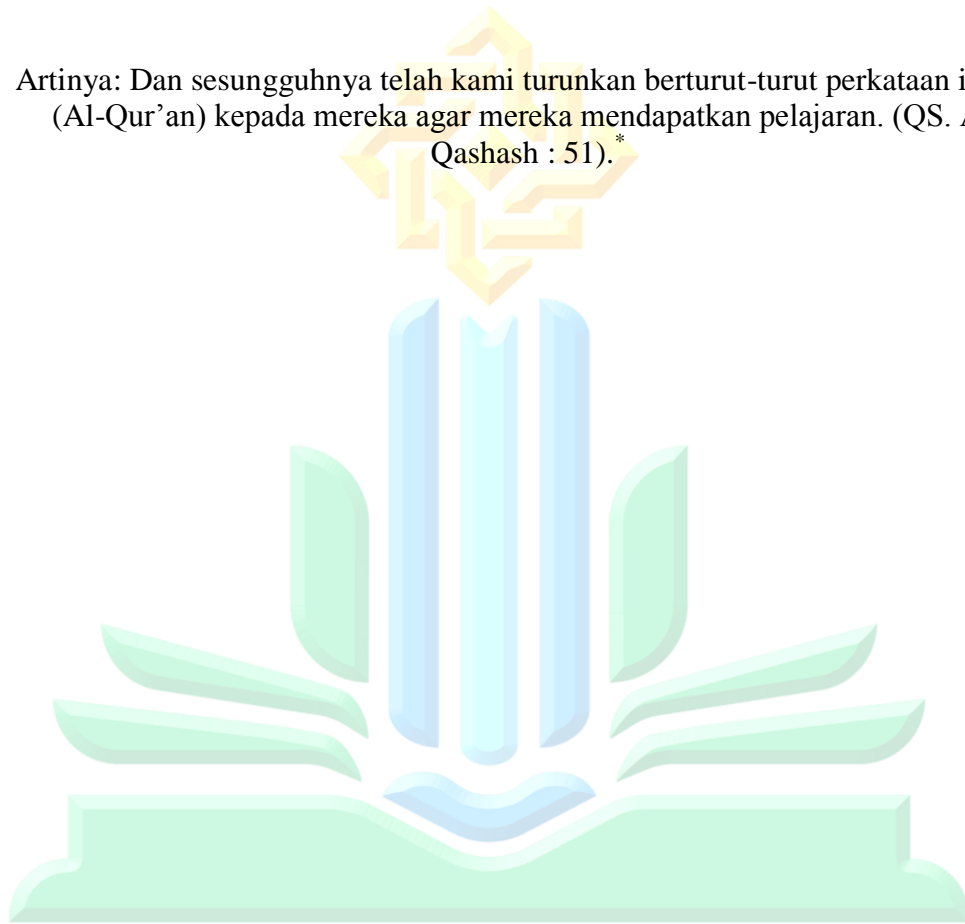 Artinya: Dan sesungguhnya telah kami turunkan berturut-turut perkataan i
(Al-Qur’an) kepada mereka agar mereka mendapatkan pelajaran. (QS. A
Qashash : 51).*